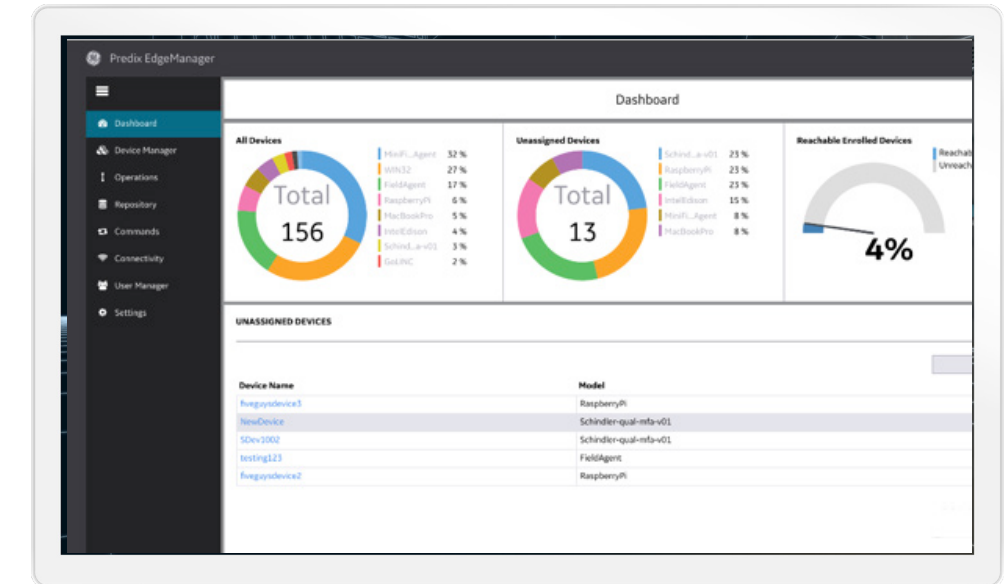 Predix EdgeManager
Dashboard
Dashboard
Device Manager
Operations
Repository
Commands
Connectivity
User Manager
Settings
All Devices
Total
156
MiniFi...Agent 32 %
WIN32 27 %
FieldAgent 17 %
RaspberryPi 6 %
MacBookPro 5 %
IntelEdison 4 %
Schind...a-v01 3 %
GoLINC 2 %
Unassigned Devices
Total
13
Schind...a-v01 23 %
RaspberryPi 23 %
FieldAgent 23 %
IntelEdison 15 %
MiniFi...Agent 8 %
MacBookPro 8 %
Reachable Enrolled Devices
Reachab
Unreach
4%
UNASSIGNED DEVICES
Device Name Model
fiveguysdevice3 RaspberryPi
NewDevice Schindler-qual-mfa-v01
SDev1002 Schindler-qual-mfa-v01
testing123 FieldAgent
fiveguysdevice2 RaspberryPi